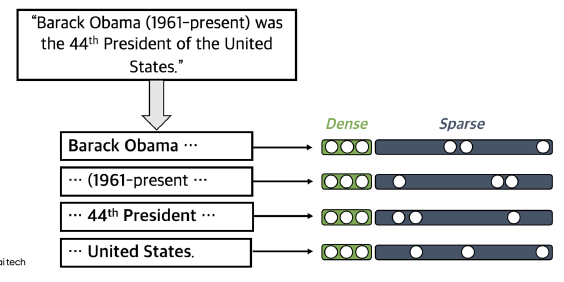 “Barack Obama (1961-present) was
the 44th President of the United
States.”
Dense
Sparse
Barack Obama ⋯
⋯ (1961-present ⋯
⋯ 44th President ⋯
⋯ United States.
ai tech